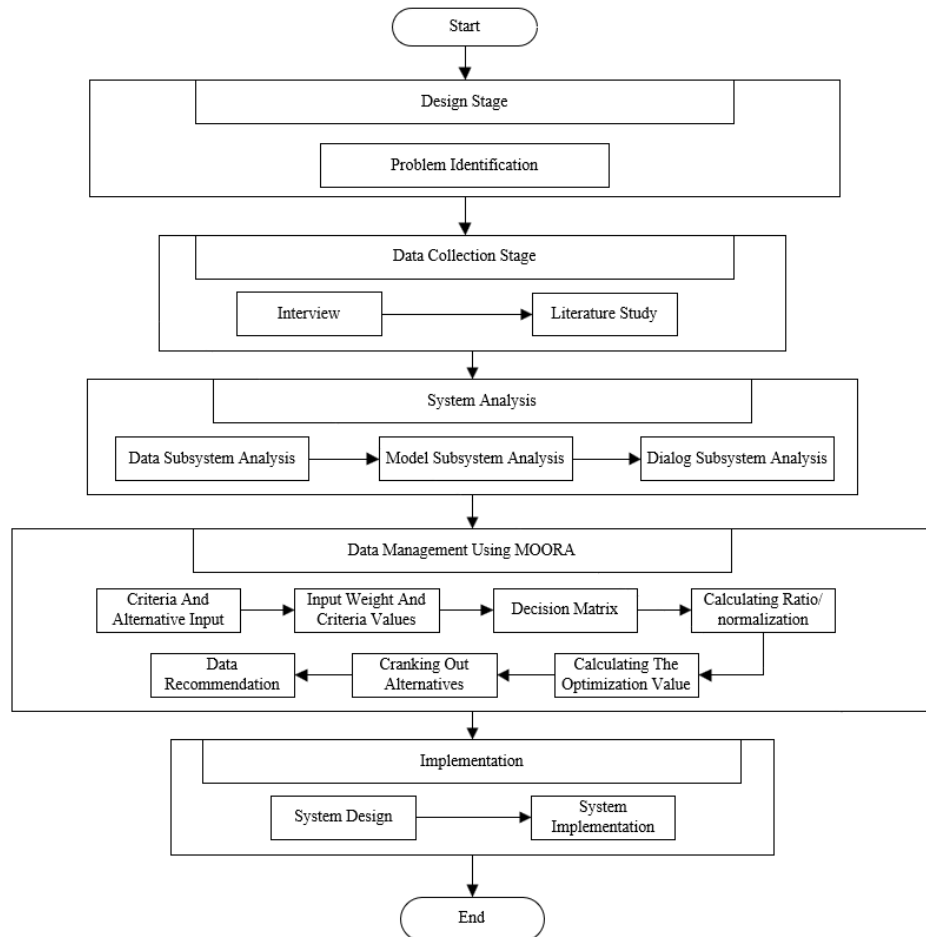 Start
Design Stage
Problem Identification
Data Collection Stage
Interview
Literature Study
System Analysis
Data Subsystem Analysis
Model Subsystem Analysis
Dialog Subsystem Analysis
Data Management Using MOORA
Criteria And
Alternative Input
Input Weight And
Criteria Values
Decision Matrix
Calculating Ratio/
normalization
Calculating The
Optimization Value
Cranking Out
Alternatives
Data
Recommendation
Implementation
System Design
System
Implementation
End